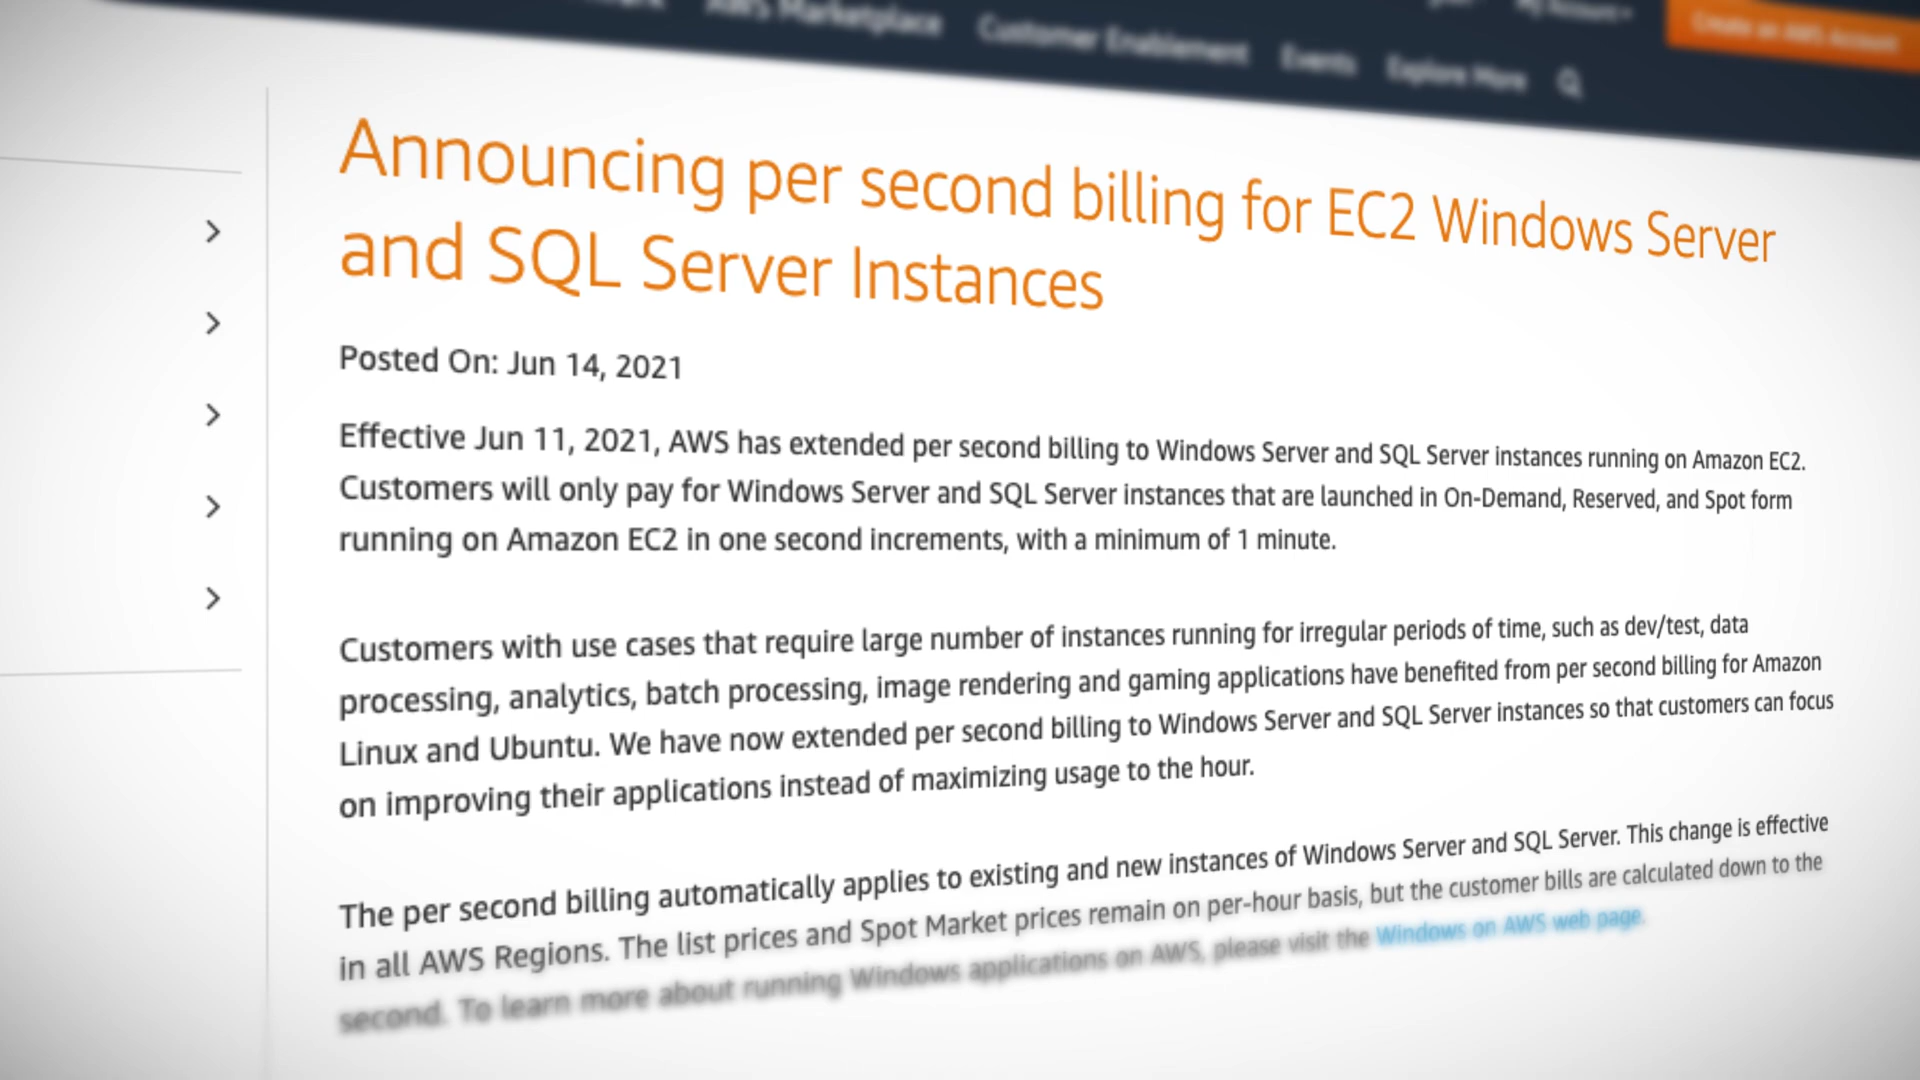 AWS Marketplace Customer Enablement Events Explore More
My Account
Create an AWS Account
Announcing per second billing for EC2 Windows Server
and SQL Server Instances
Posted On: Jun 14, 2021
Effective Jun 11, 2021, AWS has extended per second billing to Windows Server and SQL Server instances running on Amazon EC2.
Customers will only pay for Windows Server and SQL Server instances that are launched in On-Demand, Reserved, and Spot form
running on Amazon EC2 in one second increments, with a minimum of 1 minute.
Customers with use cases that require large number of instances running for irregular periods of time, such as dev/test, data
processing, analytics, batch processing, image rendering and gaming applications have benefited from per second billing for Amazon
Linux and Ubuntu. We have now extended per second billing to Windows Server and SQL Server instances so that customers can focus
on improving their applications instead of maximizing usage to the hour.
The per second billing automatically applies to existing and new instances of Windows Server and SQL Server. This change is effective
in all AWS Regions. The list prices and Spot Market prices remain on per-hour basis, but the customer bills are calculated down to the
second. To learn more about running Windows applications on AWS, please visit the Windows on AWS web page.